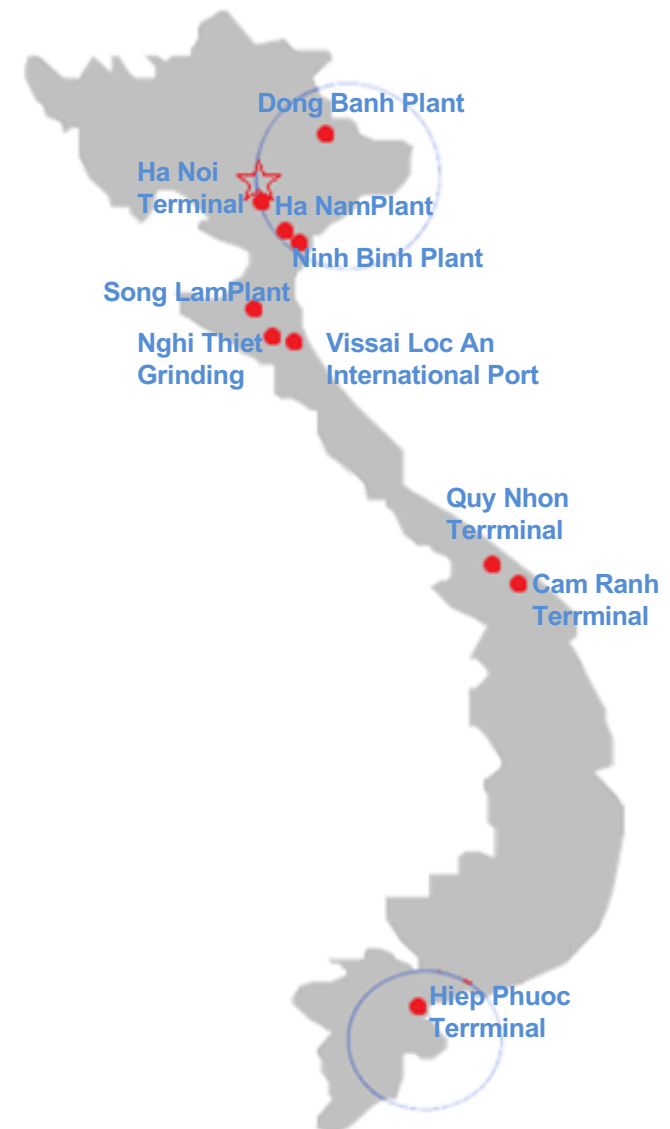 Dong Banh Plant
Ha Noi
Terminal
Ha NamPlant
Ninh Binh Plant
Song LamPlant
Nghi Thiet
Grinding
Vissai Loc An
International Port
Quy Nhon
Terrminal
Cam Ranh
Terrminal
Hiep Phuoc
Terrminal